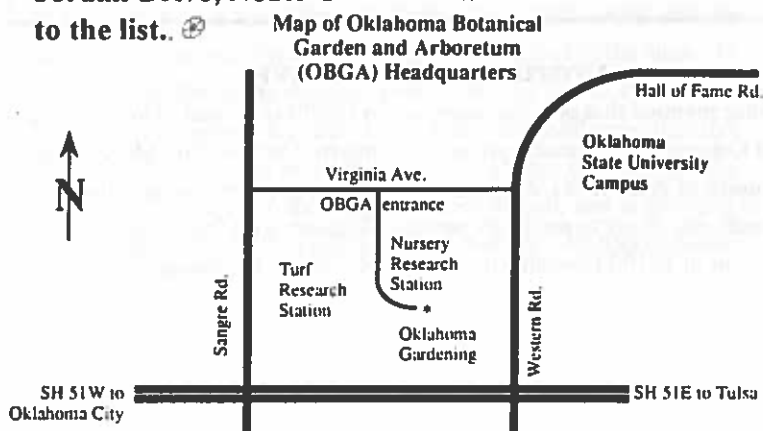 to the list..
Map of Oklahoma Botanical
Garden and Arboretum
(OBGA) Headquarters
Hall of Fame Rd.
Oklahoma
State University
Campus
N
Virginia Ave.
OBGA entrance
Nursery
Research
Station
Turf
Research
Station
*
Oklahoma
Gardening
Sangre Rd.
Western Rd.
SH 51W to
Oklahoma City
SH 51E to Tulsa